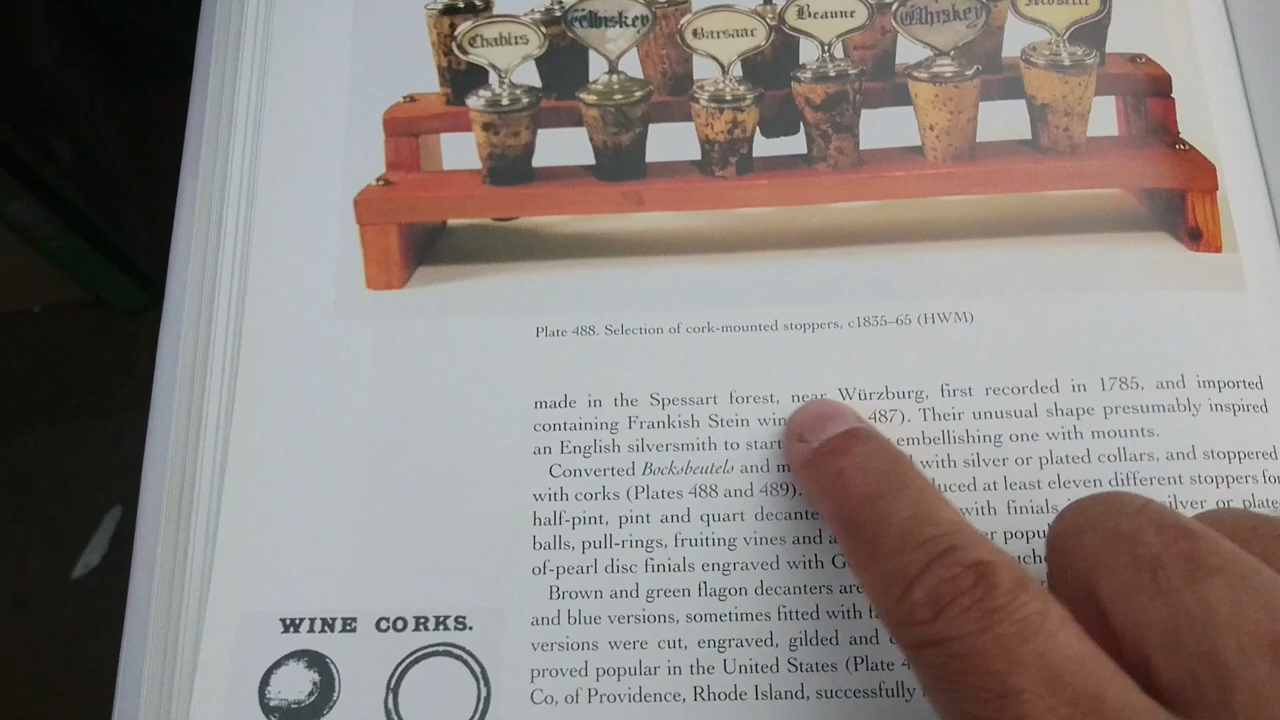 Whiskey
Beaune
Whiskey
Moselle
Chablis
Barsaac
Plate 488. Selection of cork-mounted stoppers, c1835–65 (HWM)
made in the Spessart forest, near Würzburg, first recorded in 1785, and imported
containing Frankish Stein 487). Their unusual shape presumably inspired
an English silversmith to start embellishing one with mounts.
Converted Bocksbeutels and with silver or plated collars, and stoppered
with corks (Plates 488 and 489). at least eleven different stoppers for
half-pint, pint and quart with finials silver or
balls, pull-rings, fruiting vines and
of-pearl disc finials engraved with
Brown and green flagon decanters are
and blue versions, sometimes fitted with
versions were cut, engraved, gilded and
proved popular in the United States (Plate
Co, of Providence, Rhode Island, successfully
WINE CORKS.